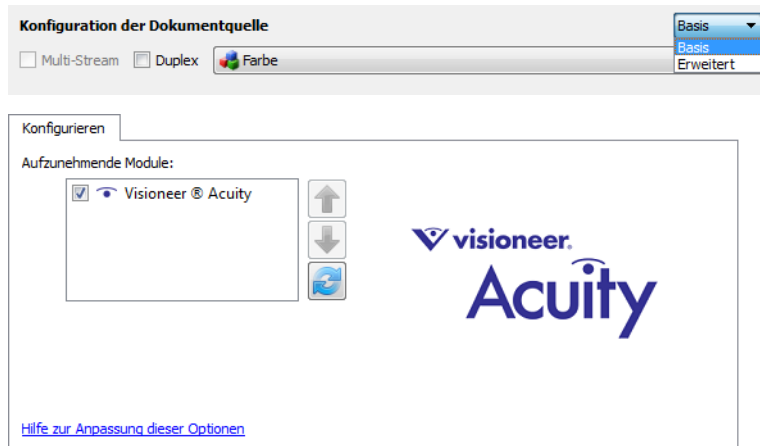 Konfiguration der Dokumentquelle
Basis
Basis
Erweitert
Multi-Stream Duplex Farbe
Konfigurieren
Aufzunehmende Module:
Visioneer ® Acuity
visioneer.
Acuity
Hilfe zur Anpassung dieser Optionen